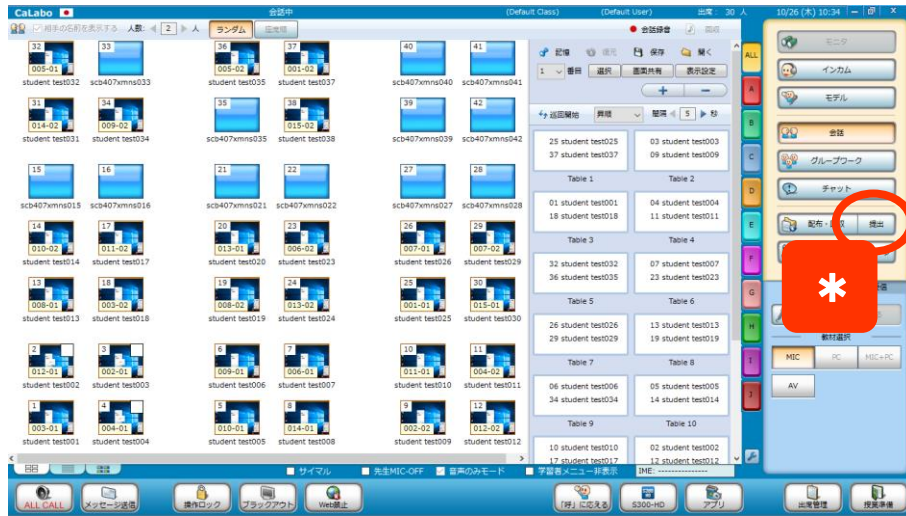 CaLabo 会話中 (Default Class) (Default User) 出席: 30 人 10/26 (木) 10:34
相手の名前を表示する 人数: 2 人 ランダム 座席順 会話録音 回収
32 33 36 37 40 41
005-01 005-02 001-02
student test032 scb407xmns033 student test035 student test037 scb407xmns040 scb407xmns041
31 34 35 38 39 42
014-02 009-02 015-02
student test031 student test034 scb407xmns035 student test038 scb407xmns039 scb407xmns042
15 16 21 22 27 28
scb407xmns015 scb407xmns016 scb407xmns021 scb407xmns022 scb407xmns027 scb407xmns028
14 17 20 23 26 29
010-02 011-02 013-01 006-02 007-01 007-02
student test014 student test017 student test020 student test023 student test026 student test029
13 18 19 24 25 30
008-01 003-02 008-02 013-02 001-01 015-01
student test013 student test018 student test019 student test024 student test025 student test030
2 3 6 7 10 11
012-01 002-01 009-01 006-01 011-01 004-02
student test002 student test003 student test006 student test007 student test010 student test011
1 4 5 8 9 12
003-01 004-01 010-01 014-01 002-02 012-02
student test001 student test004 student test005 student test008 student test009 student test012
記憶 復元 保存 開く
1 番目 選択 画面共有 表示設定
+ −
巡回開始 昇順 間隔 5 秒
25 student test025 03 student test003
37 student test037 09 student test009
Table 1 Table 2
01 student test001 04 student test004
18 student test018 11 student test011
Table 3 Table 4
32 student test032 07 student test007
36 student test035 23 student test023
Table 5 Table 6
26 student test026 13 student test013
29 student test029 19 student test019
Table 7 Table 8
06 student test006 05 student test005
34 student test034 14 student test014
Table 9 Table 10
10 student test010 02 student test002
17 student test017 12 student test012
ALL
A
B
C
D
E
F
G
H
I
J
モニタ
インカム
モデル
会話
グループワーク
チャット
配布・ 提出
*
教材選択
MIC PC MIC+PC
AV
サイマル 先生MIC-OFF 音声のみモード 学習者メニュー非表示 IME: ---------------
ALL CALL メッセージ送信 操作ロック ブラックアウト Web禁止 「呼」に応える S300-HD アプリ 出席管理 授業準備